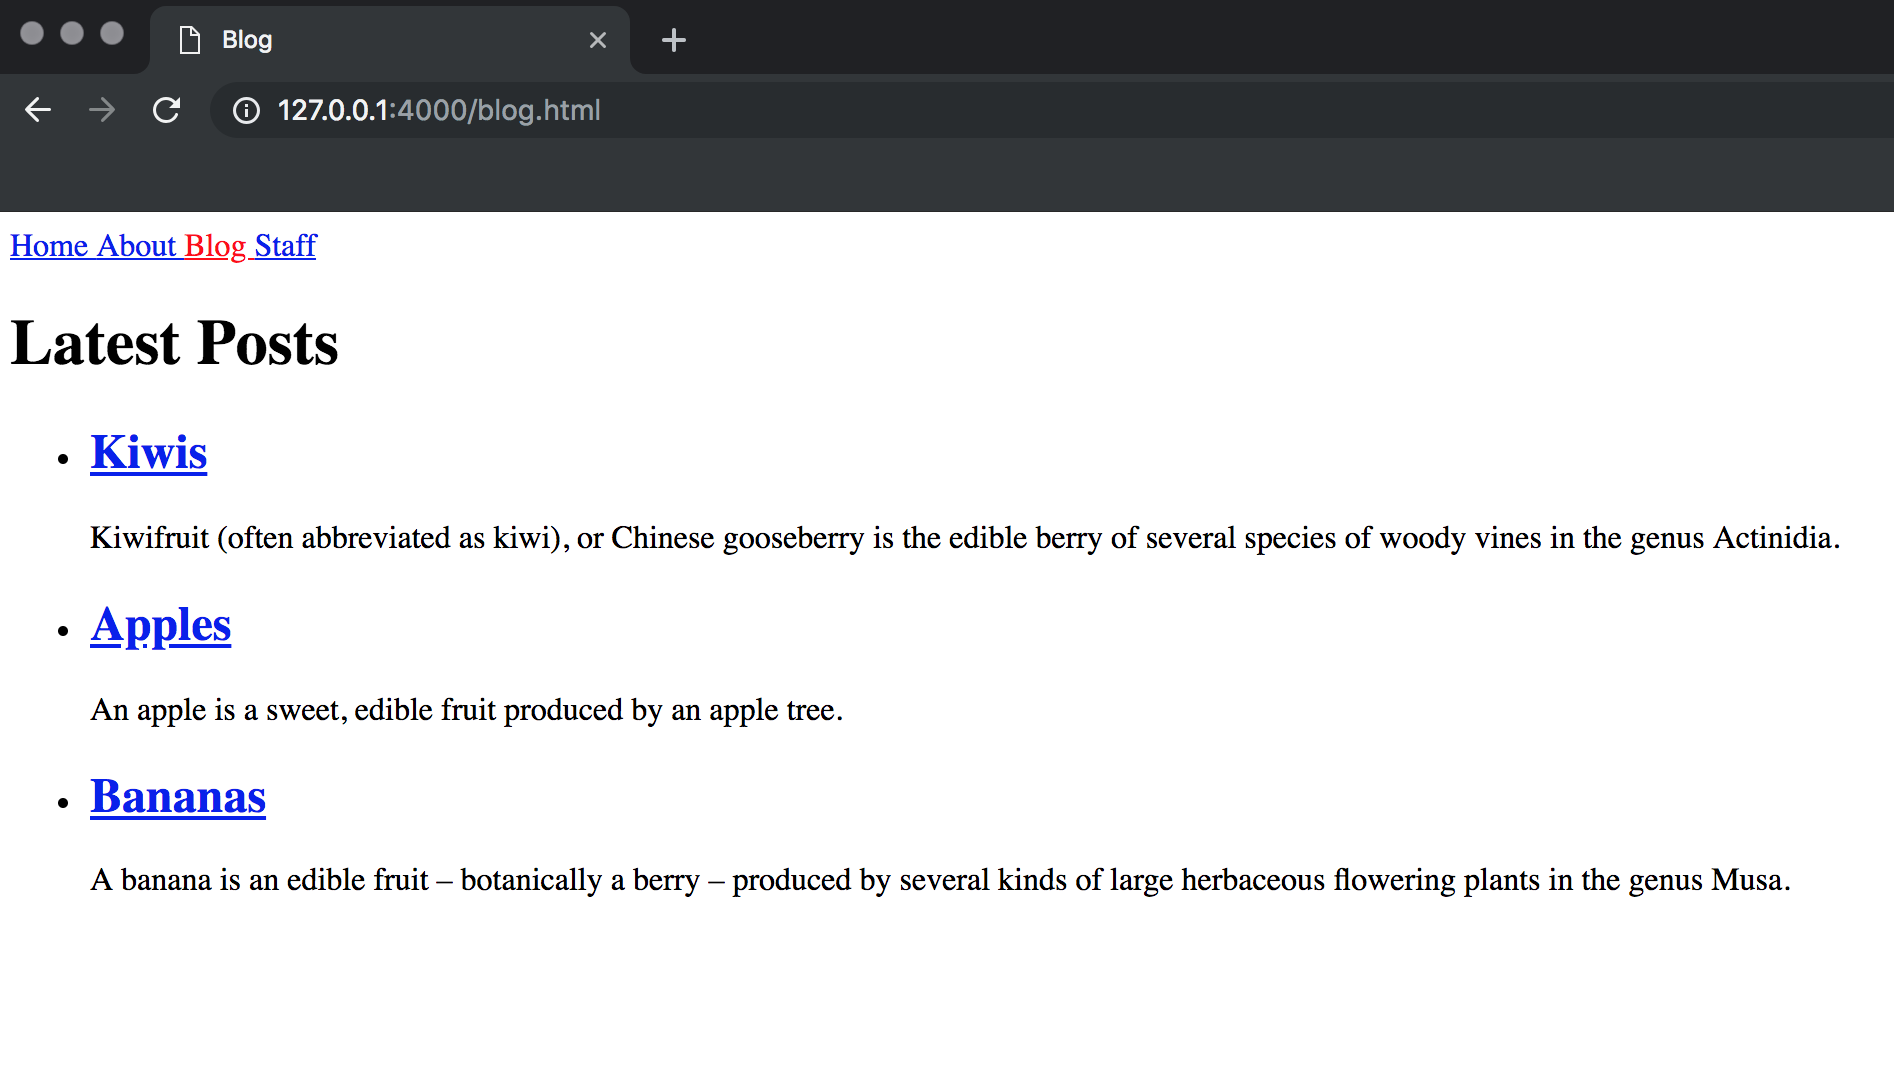 Blog
127.0.0.1:4000/blog.html
Home About Blog Staff
Latest Posts
Kiwis
Kiwifruit (often abbreviated as kiwi), or Chinese gooseberry is the edible berry of several species of woody vines in the genus Actinidia.
Apples
An apple is a sweet, edible fruit produced by an apple tree.
Bananas
A banana is an edible fruit – botanically a berry – produced by several kinds of large herbaceous flowering plants in the genus Musa.